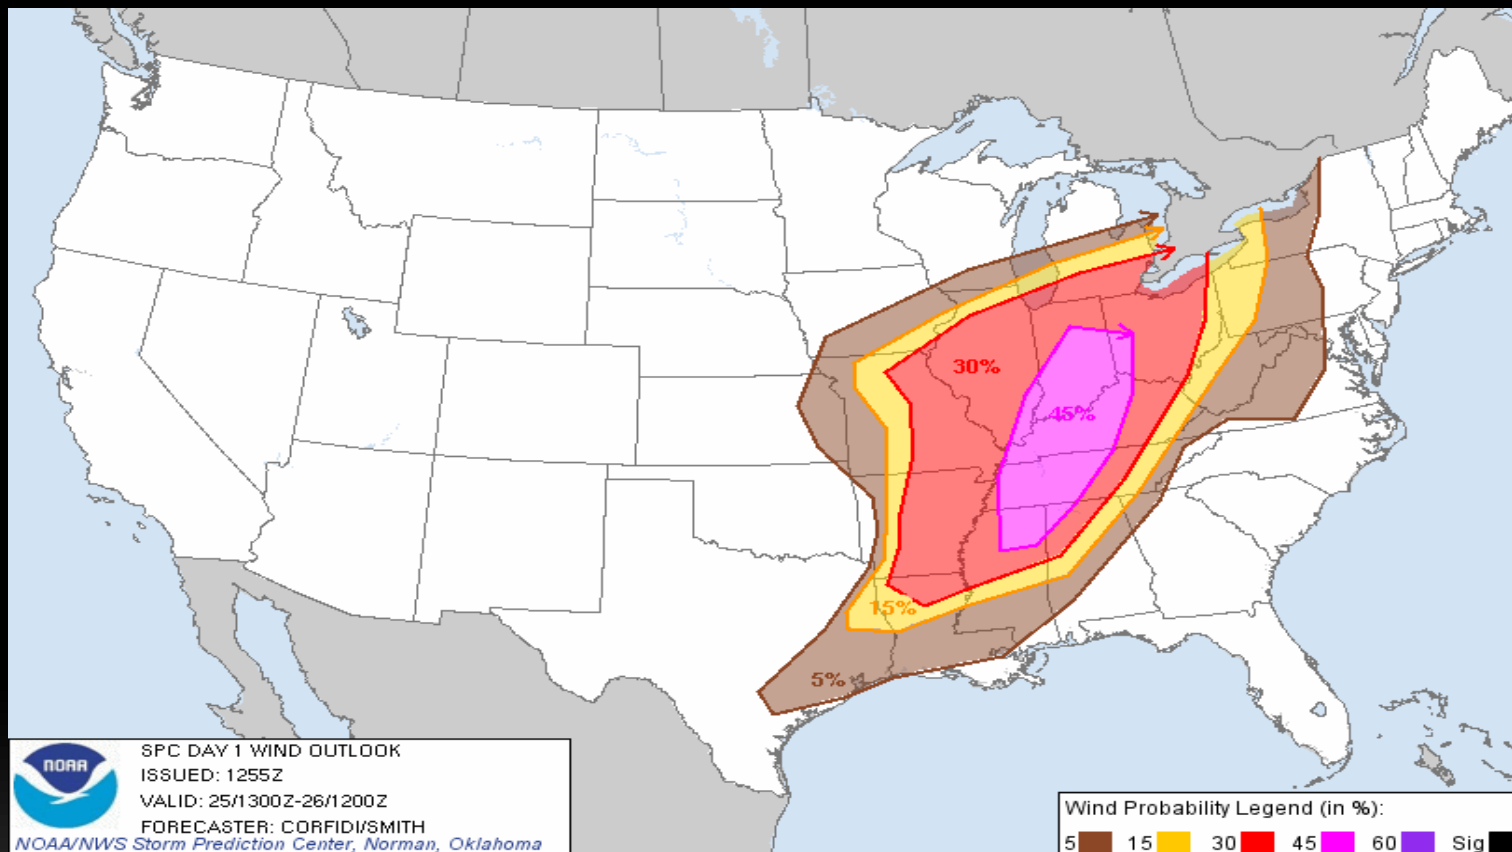 30%
45%
15%
5%
NOAA
SPC DAY 1 WIND OUTLOOK
ISSUED: 1255Z
VALID: 25/1300Z-26/1200Z
FORECASTER: CORFIDI/SMITH
NOAA/NWS Storm Prediction Center, Norman, Oklahoma
Wind Probability Legend (in %):
5 15 30 45 60 Sig